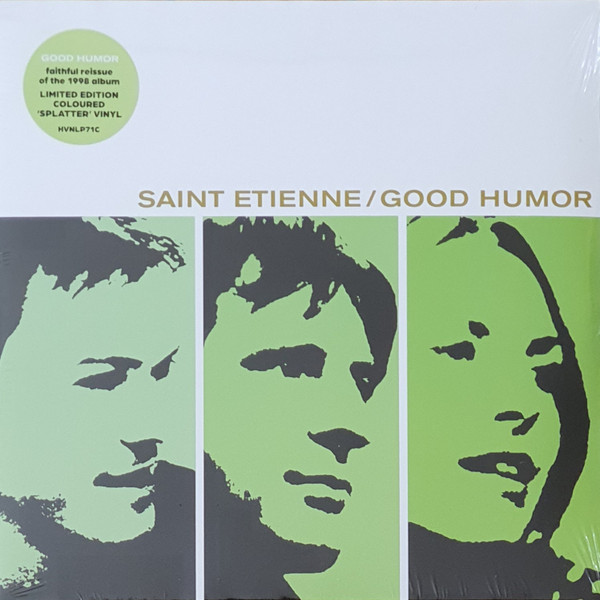 GOOD HUMOR
faithful reissue
of the 1998 album
LIMITED EDITION
COLOURED
'SPLATTER' VINYL
HVNLP71C
SAINT ETIENNE/GOOD HUMOR